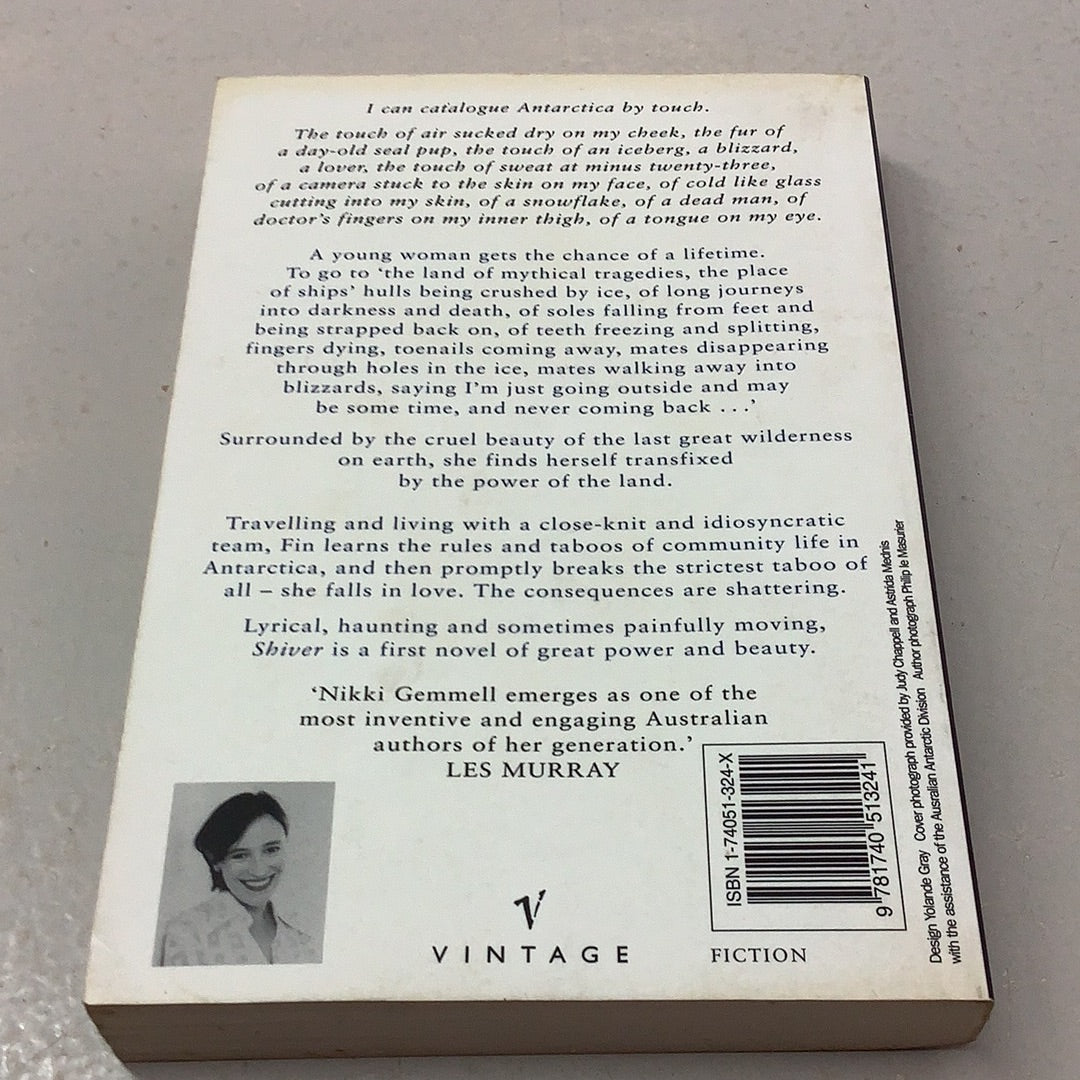 I can catalogue Antarctica by touch.
The touch of air sucked dry on my cheek, the fur of
a day-old seal pup, the touch of an iceberg, a blizzard,
a lover, the touch of sweat at minus twenty-three,
of a camera stuck to the skin on my face, of cold like glass
cutting into my skin, of a snowflake, of a dead man, of
doctor's fingers on my inner thigh, of a tongue on my eye.
A young woman gets the chance of a lifetime.
To go to 'the land of mythical tragedies, the place
of ships' hulls being crushed by ice, of long journeys
into darkness and death, of soles falling from feet and
being strapped back on, of teeth freezing and splitting,
fingers dying, toenails coming away, mates disappearing
through holes in the ice, mates walking away into
blizzards, saying I'm just going outside and may
be some time, and never coming back ...'
Surrounded by the cruel beauty of the last great wilderness
on earth, she finds herself transfixed
by the power of the land.
Travelling and living with a close-knit and idiosyncratic
team, Fin learns the rules and taboos of community life in
Antarctica, and then promptly breaks the strictest taboo of
all – she falls in love. The consequences are shattering.
Lyrical, haunting and sometimes painfully moving,
Shiver is a first novel of great power and beauty.
'Nikki Gemmell emerges as one of the
most inventive and engaging Australian
authors of her generation.'
LES MURRAY
V
VINTAGE
ISBN 1-74051-324-X
9 781740 513241
FICTION
Design Yolande Gray Cover photograph provided by Judy Chappell and Astrida Mednis
with the assistance of the Ausralian Antarctic Division Author photograph Philip le Masurier